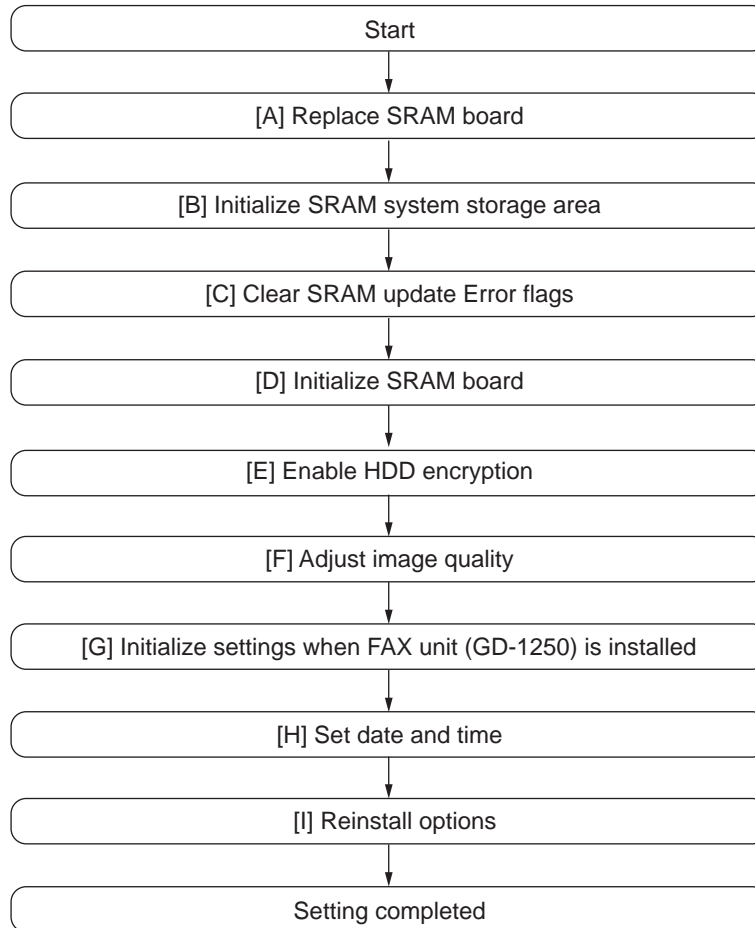 Start
[A] Replace SRAM board
[B] Initialize SRAM system storage area
[C] Clear SRAM update Error flags
[D] Initialize SRAM board
[E] Enable HDD encryption
[F] Adjust image quality
[G] Initialize settings when FAX unit (GD-1250) is installed
[H] Set date and time
[I] Reinstall options
Setting completed